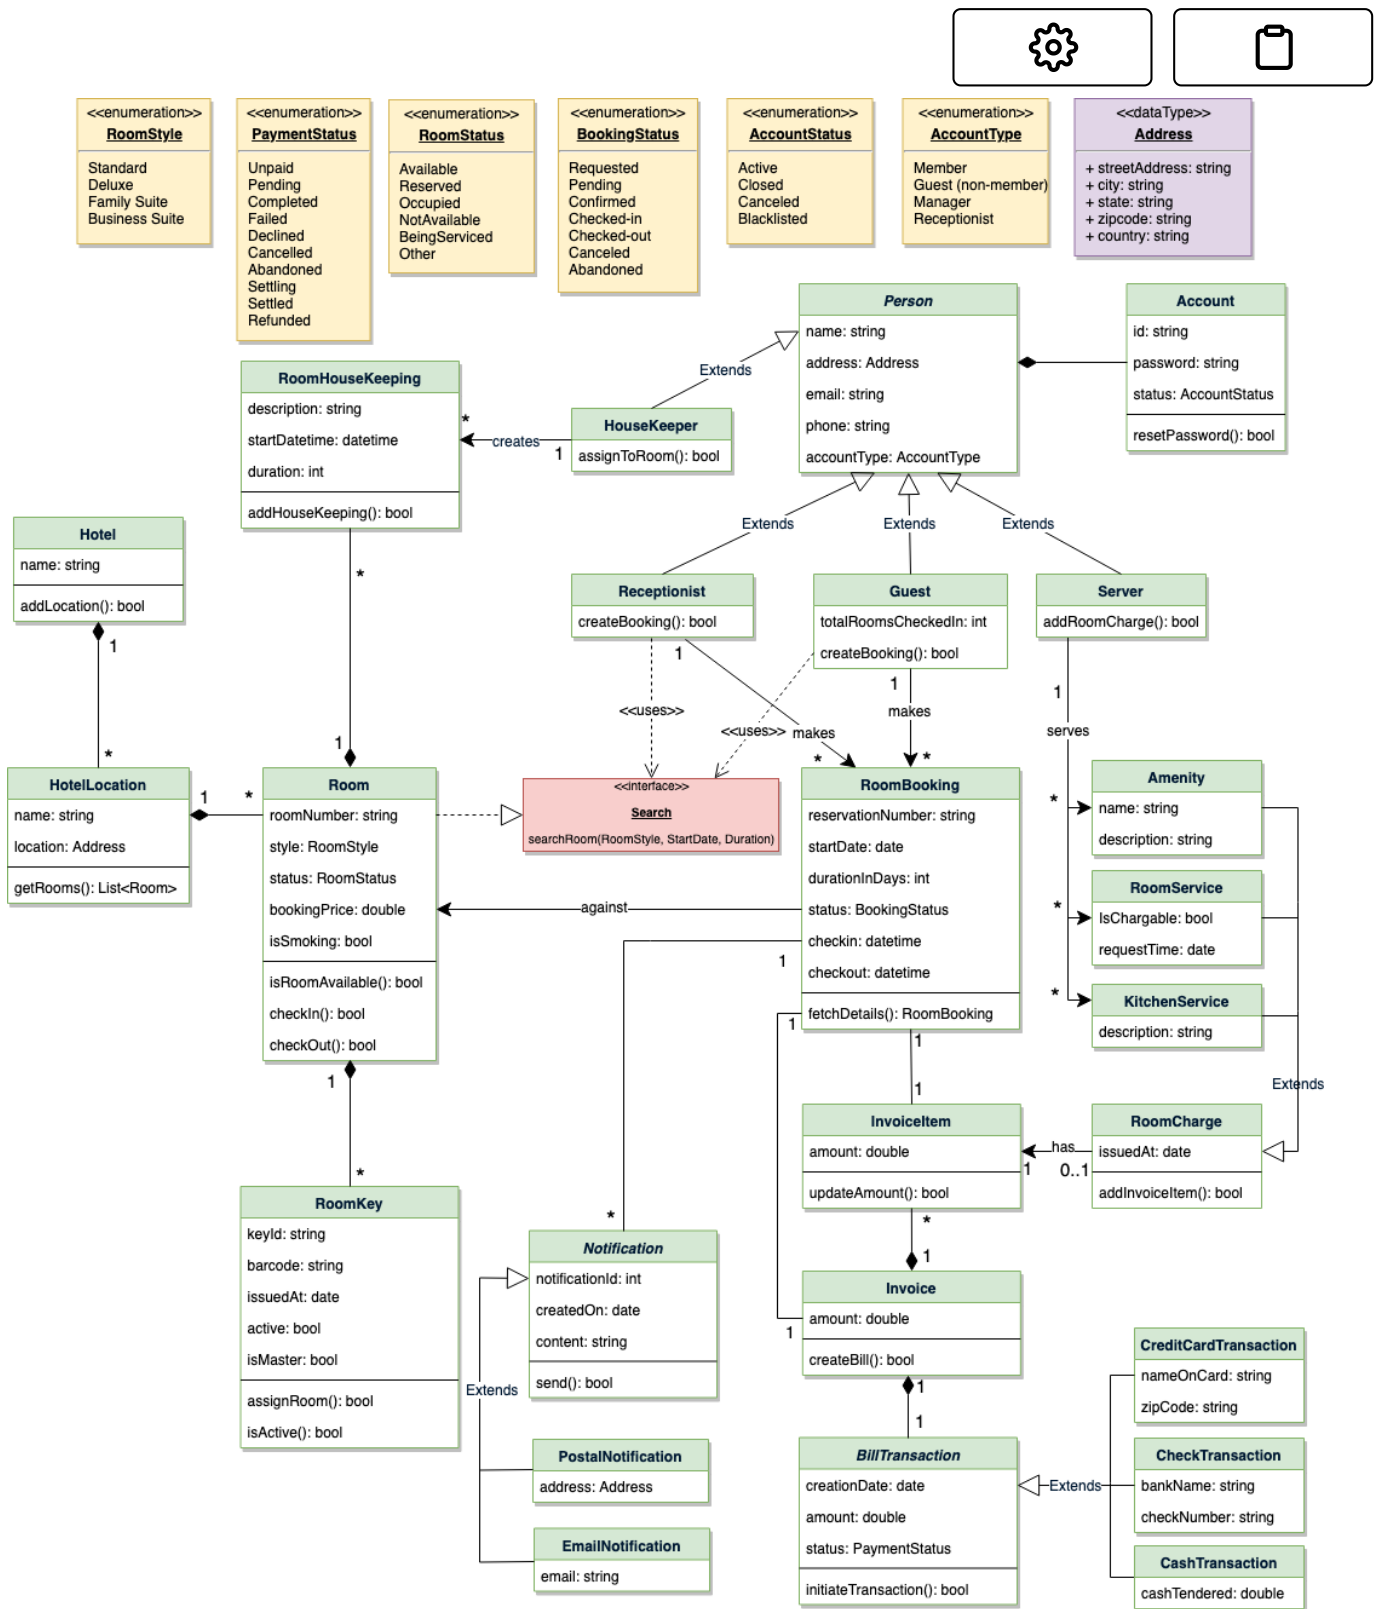 <<enumeration>>
RoomStyle
Standard
Deluxe
Family Suite
Business Suite
<<enumeration>>
PaymentStatus
Unpaid
Pending
Completed
Failed
Declined
Cancelled
Abandoned
Settling
Settled
Refunded
<<enumeration>>
RoomStatus
Available
Reserved
Occupied
NotAvailable
BeingServiced
Other
<<enumeration>>
BookingStatus
Requested
Pending
Confirmed
Checked-in
Checked-out
Canceled
Abandoned
<<enumeration>>
AccountStatus
Active
Closed
Canceled
Blacklisted
<<enumeration>>
AccountType
Member
Guest (non-member)
Manager
Receptionist
<<dataType>>
Address
+ streetAddress: string
+ city: string
+ state: string
+ zipcode: string
+ country: string
Person
name: string
address: Address
email: string
phone: string
accountType: AccountType
Account
id: string
password: string
status: AccountStatus
resetPassword(): bool
RoomHouseKeeping
description: string
startDatetime: datetime
duration: int
addHouseKeeping(): bool
*
creates
1
HouseKeeper
assignToRoom(): bool
Extends
Hotel
name: string
addLocation(): bool
1
*
*
1
Extends
Extends
Extends
Receptionist
createBooking(): bool
Guest
totalRoomsCheckedIn: int
createBooking(): bool
Server
addRoomCharge(): bool
1
<<uses>>
<<uses>>
makes
*
1
makes
*
1
serves
*
*
*
HotelLocation
name: string
location: Address
getRooms(): List<Room>
1
*
Room
roomNumber: string
style: RoomStyle
status: RoomStatus
bookingPrice: double
isSmoking: bool
isRoomAvailable(): bool
checkIn(): bool
checkOut(): bool
<<interface>>
Search
searchRoom(RoomStyle, StartDate, Duration)
against
RoomBooking
reservationNumber: string
startDate: date
durationInDays: int
status: BookingStatus
checkin: datetime
checkout: datetime
fetchDetails(): RoomBooking
Amenity
name: string
description: string
RoomService
IsChargable: bool
requestTime: date
KitchenService
description: string
Extends
1
1
1
1
InvoiceItem
amount: double
updateAmount(): bool
has
1
0..1
RoomCharge
issuedAt: date
addInvoiceItem(): bool
1
*
RoomKey
keyId: string
barcode: string
issuedAt: date
active: bool
isMaster: bool
assignRoom(): bool
isActive(): bool
*
Notification
notificationId: int
createdOn: date
content: string
send(): bool
Extends
PostalNotification
address: Address
EmailNotification
email: string
*
1
Invoice
amount: double
createBill(): bool
1
1
1
BillTransaction
creationDate: date
amount: double
status: PaymentStatus
initiateTransaction(): bool
Extends
CreditCardTransaction
nameOnCard: string
zipCode: string
CheckTransaction
bankName: string
checkNumber: string
CashTransaction
cashTendered: double